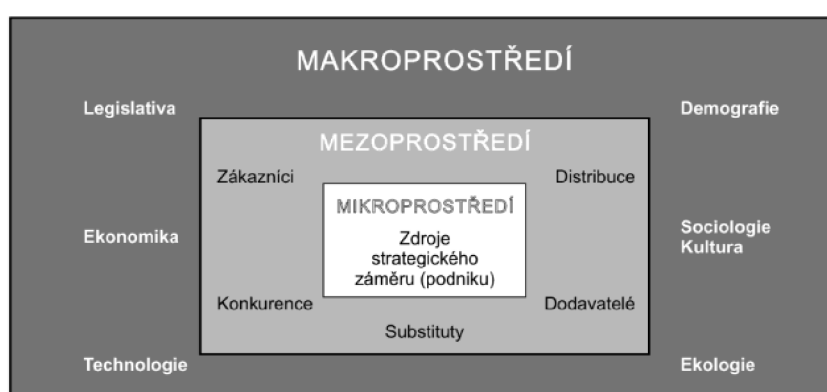 MAKROPROSTŘEDÍ
Legislativa
Demografie
MEZOPROSTŘEDÍ
Zákazníci
Distribuce
MIKROPROSTŘEDÍ
Zdroje
strategického
záměru (podniku)
Ekonomika
Sociologie
Kultura
Konkurence
Dodavatelé
Substituty
Technologie
Ekologie